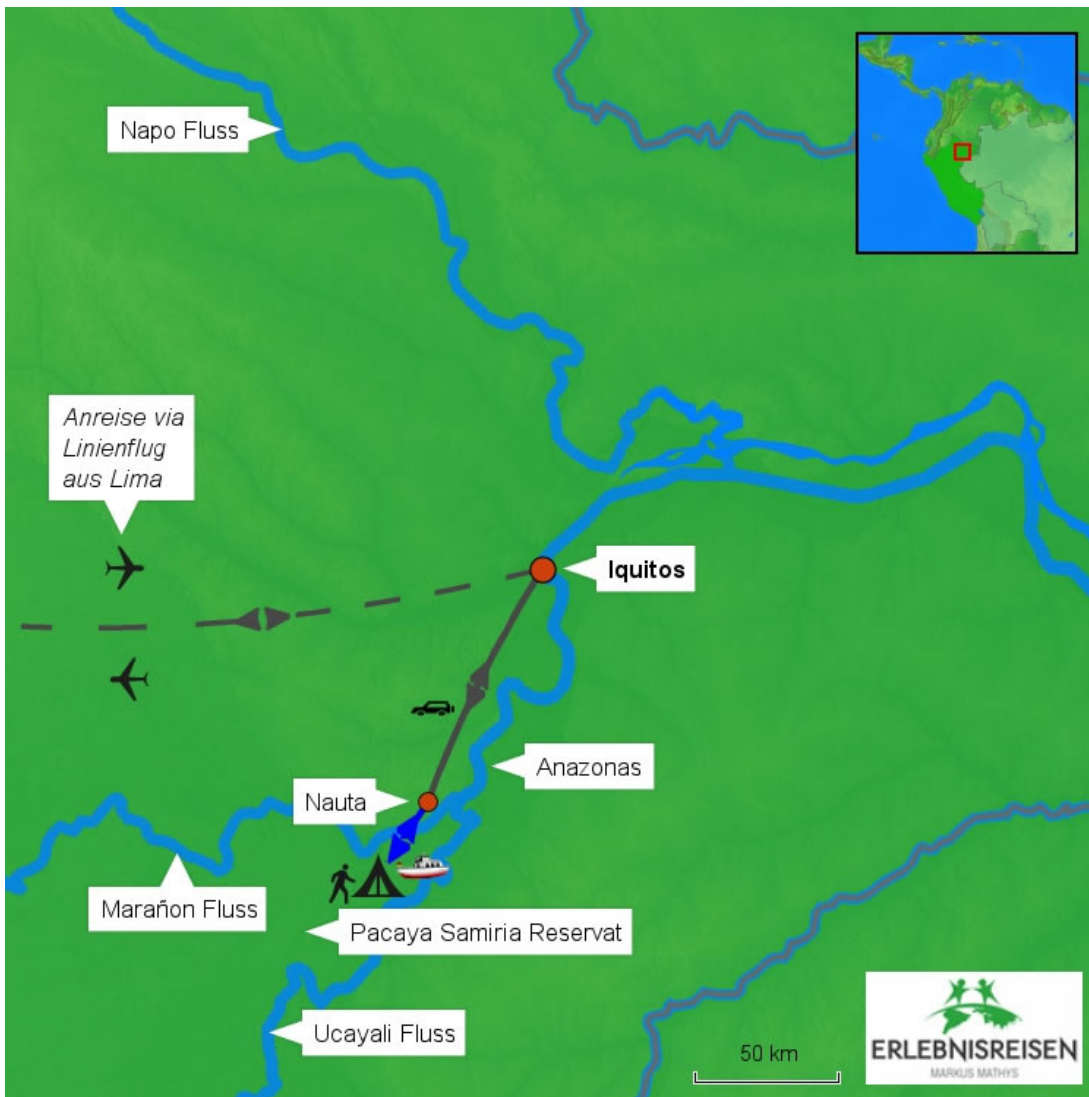 Napo Fluss
Anreise via
Linienflug
aus Lima
Iquitos
Anazonas
Nauta
Marañon Fluss
Pacaya Samiria Reservat
Ucayali Fluss
50 km
ERLEBNISREISEN
MARKUS MATHYS